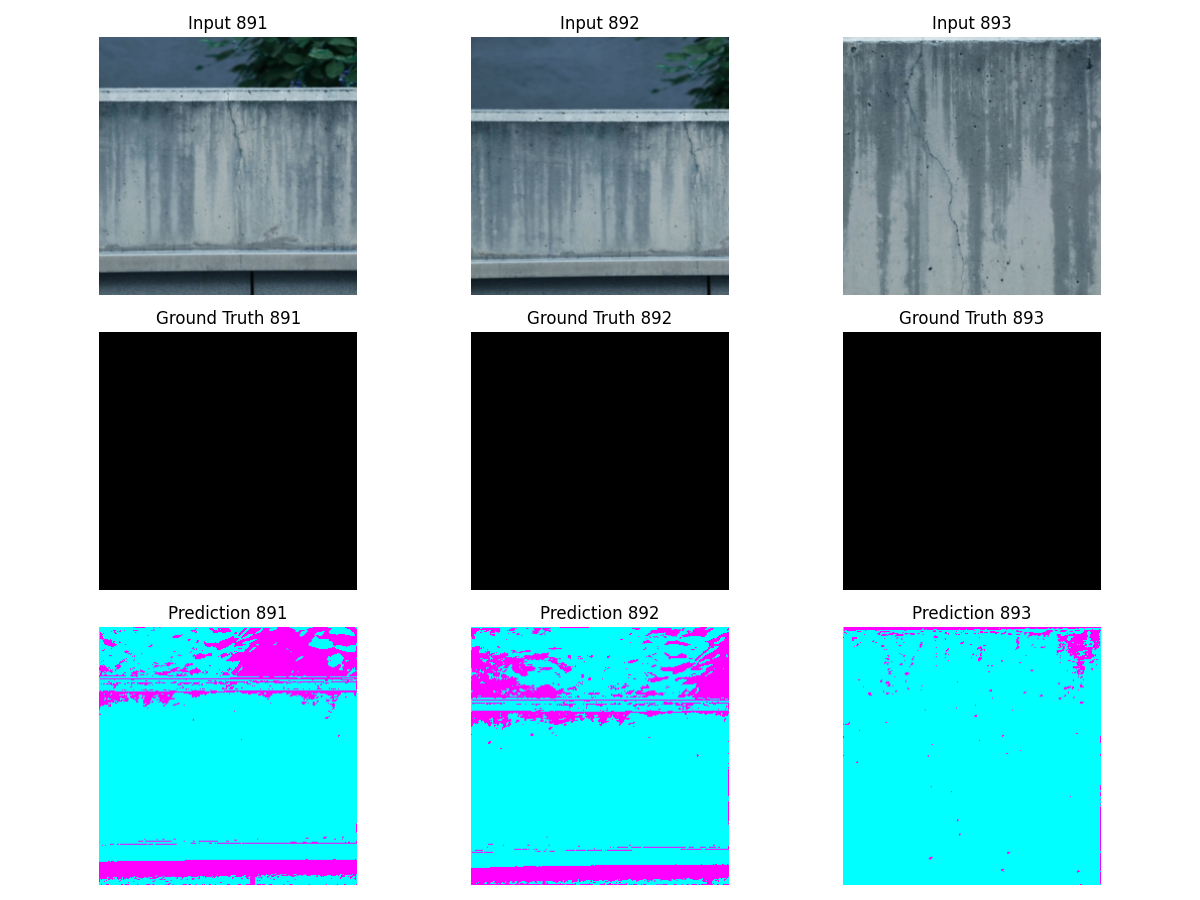 Input 891
Input 892
Input 893
Ground Truth 891
Ground Truth 892
Ground Truth 893
Prediction 891
Prediction 892
Prediction 893